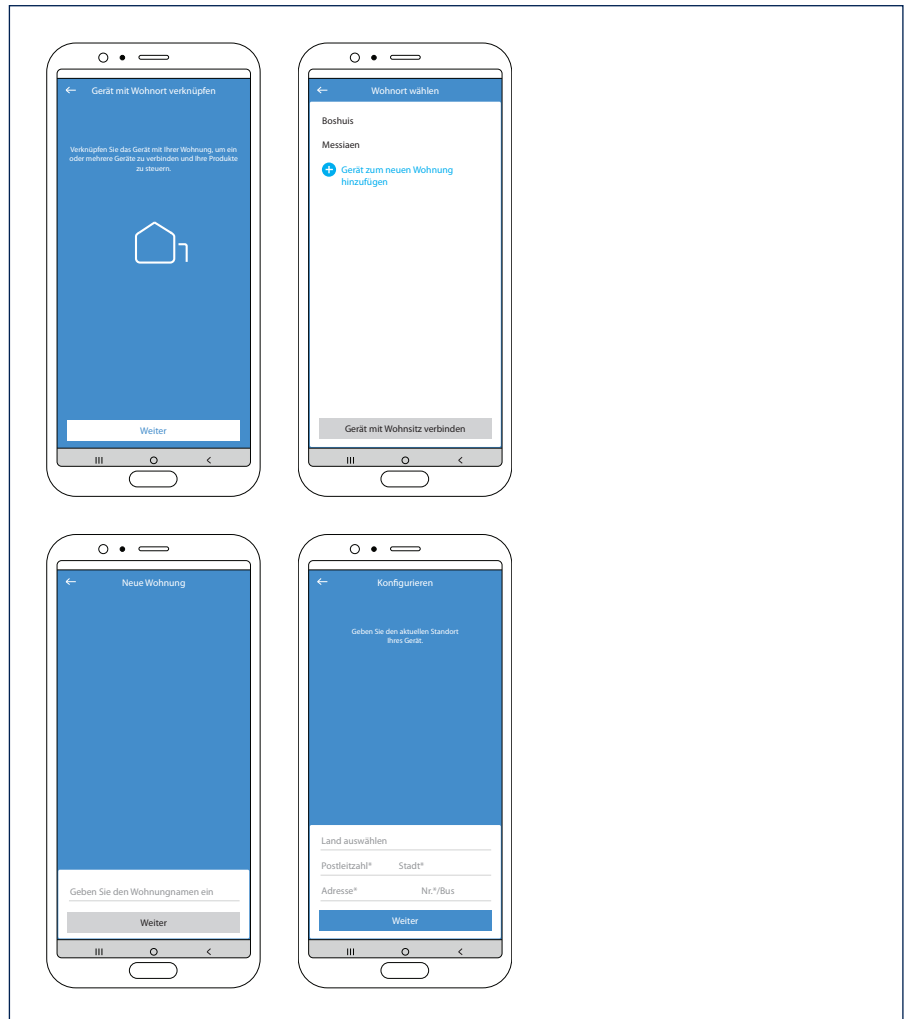 Gerät mit Wohnort verknüpfen
Verknüpfen Sie das Gerät mit Ihrer Wohnung, um ein
oder mehrere Geräte zu verbinden und Ihre Produkte
zu steuern.
Weiter
Wohnort wählen
Boshuis
Messiaen
Gerät zum neuen Wohnung
hinzufügen
Gerät mit Wohnsitz verbinden
Neue Wohnung
Geben Sie den Wohnungnamen ein
Weiter
Konfigurieren
Geben Sie den aktuellen Standort
Ihres Gerät.
Land auswählen
Postleitzahl* Stadt*
Adresse* Nr.*/Bus
Weiter